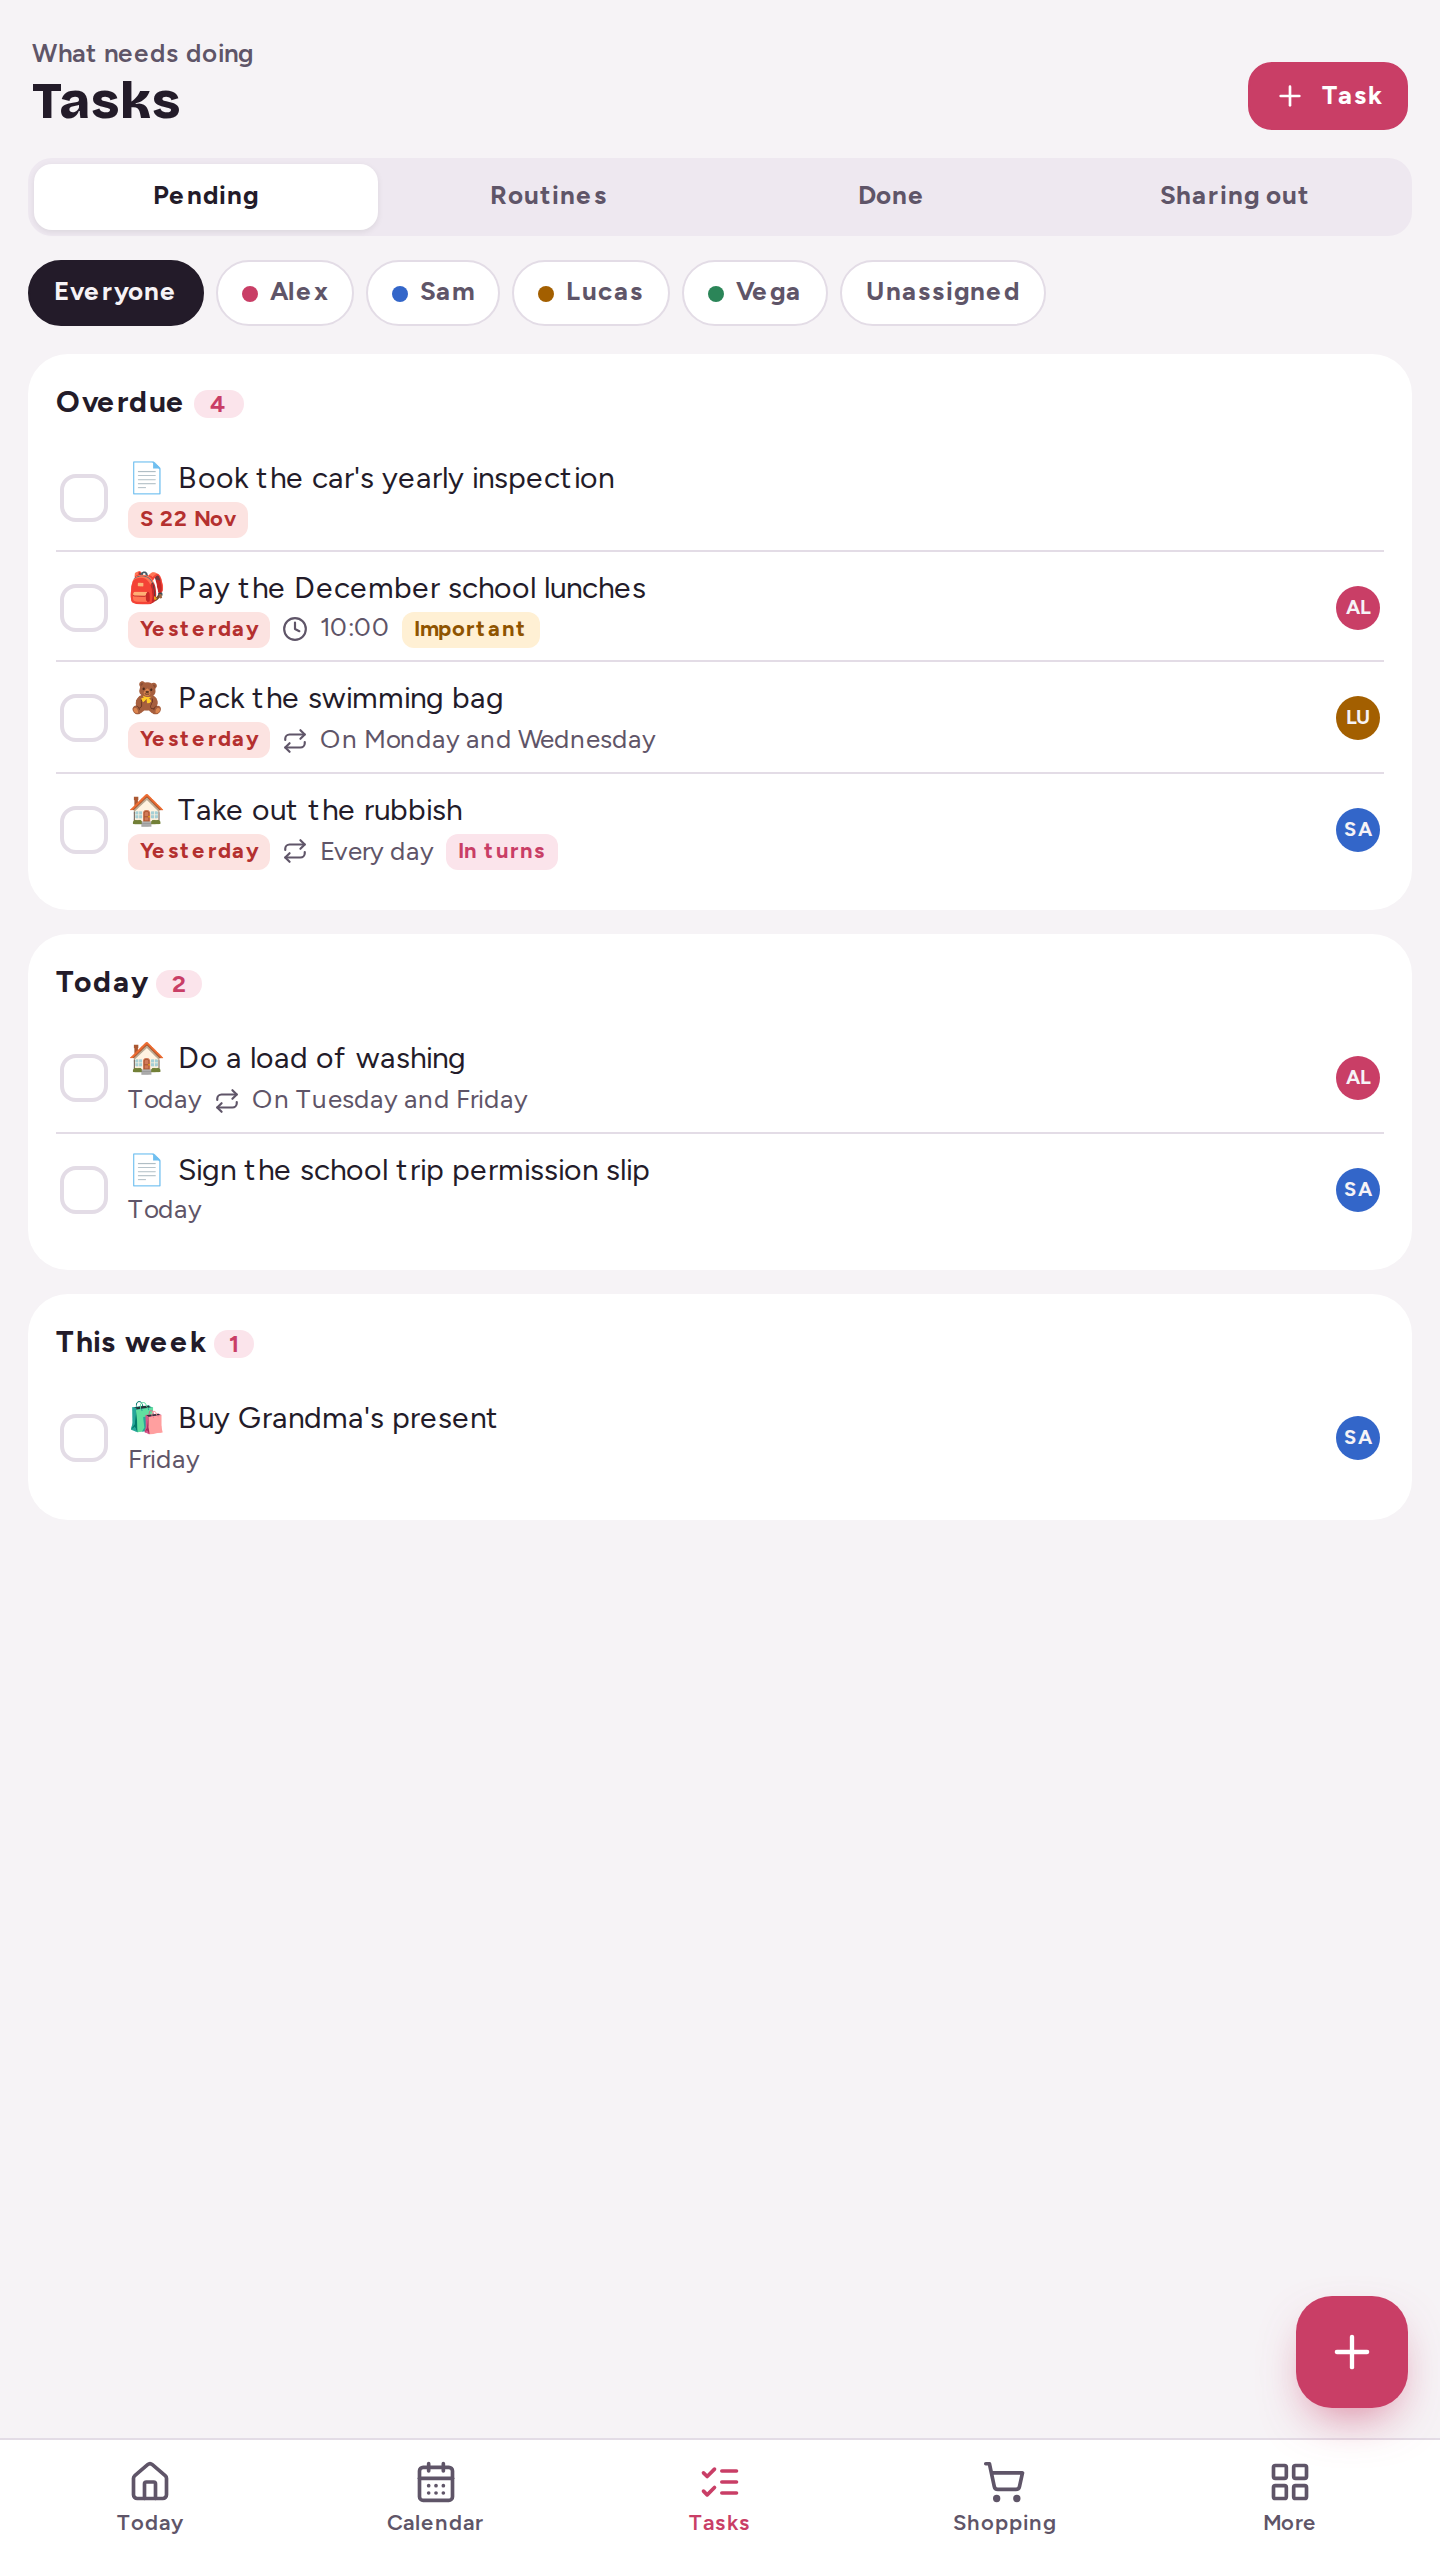 What needs doing
Tasks
Task
Pending Routines Done Sharing out
Everyone Alex Sam Lucas Vega Unassigned
Overdue 4
Book the car's yearly inspection
S 22 Nov
Pay the December school lunches
Yesterday 10:00 Important
AL
Pack the swimming bag
Yesterday On Monday and Wednesday
LU
Take out the rubbish
Yesterday Every day In turns
SA
Today 2
Do a load of washing
Today On Tuesday and Friday
AL
Sign the school trip permission slip
Today
SA
This week 1
Buy Grandma's present
Friday
SA
Today Calendar Tasks Shopping More